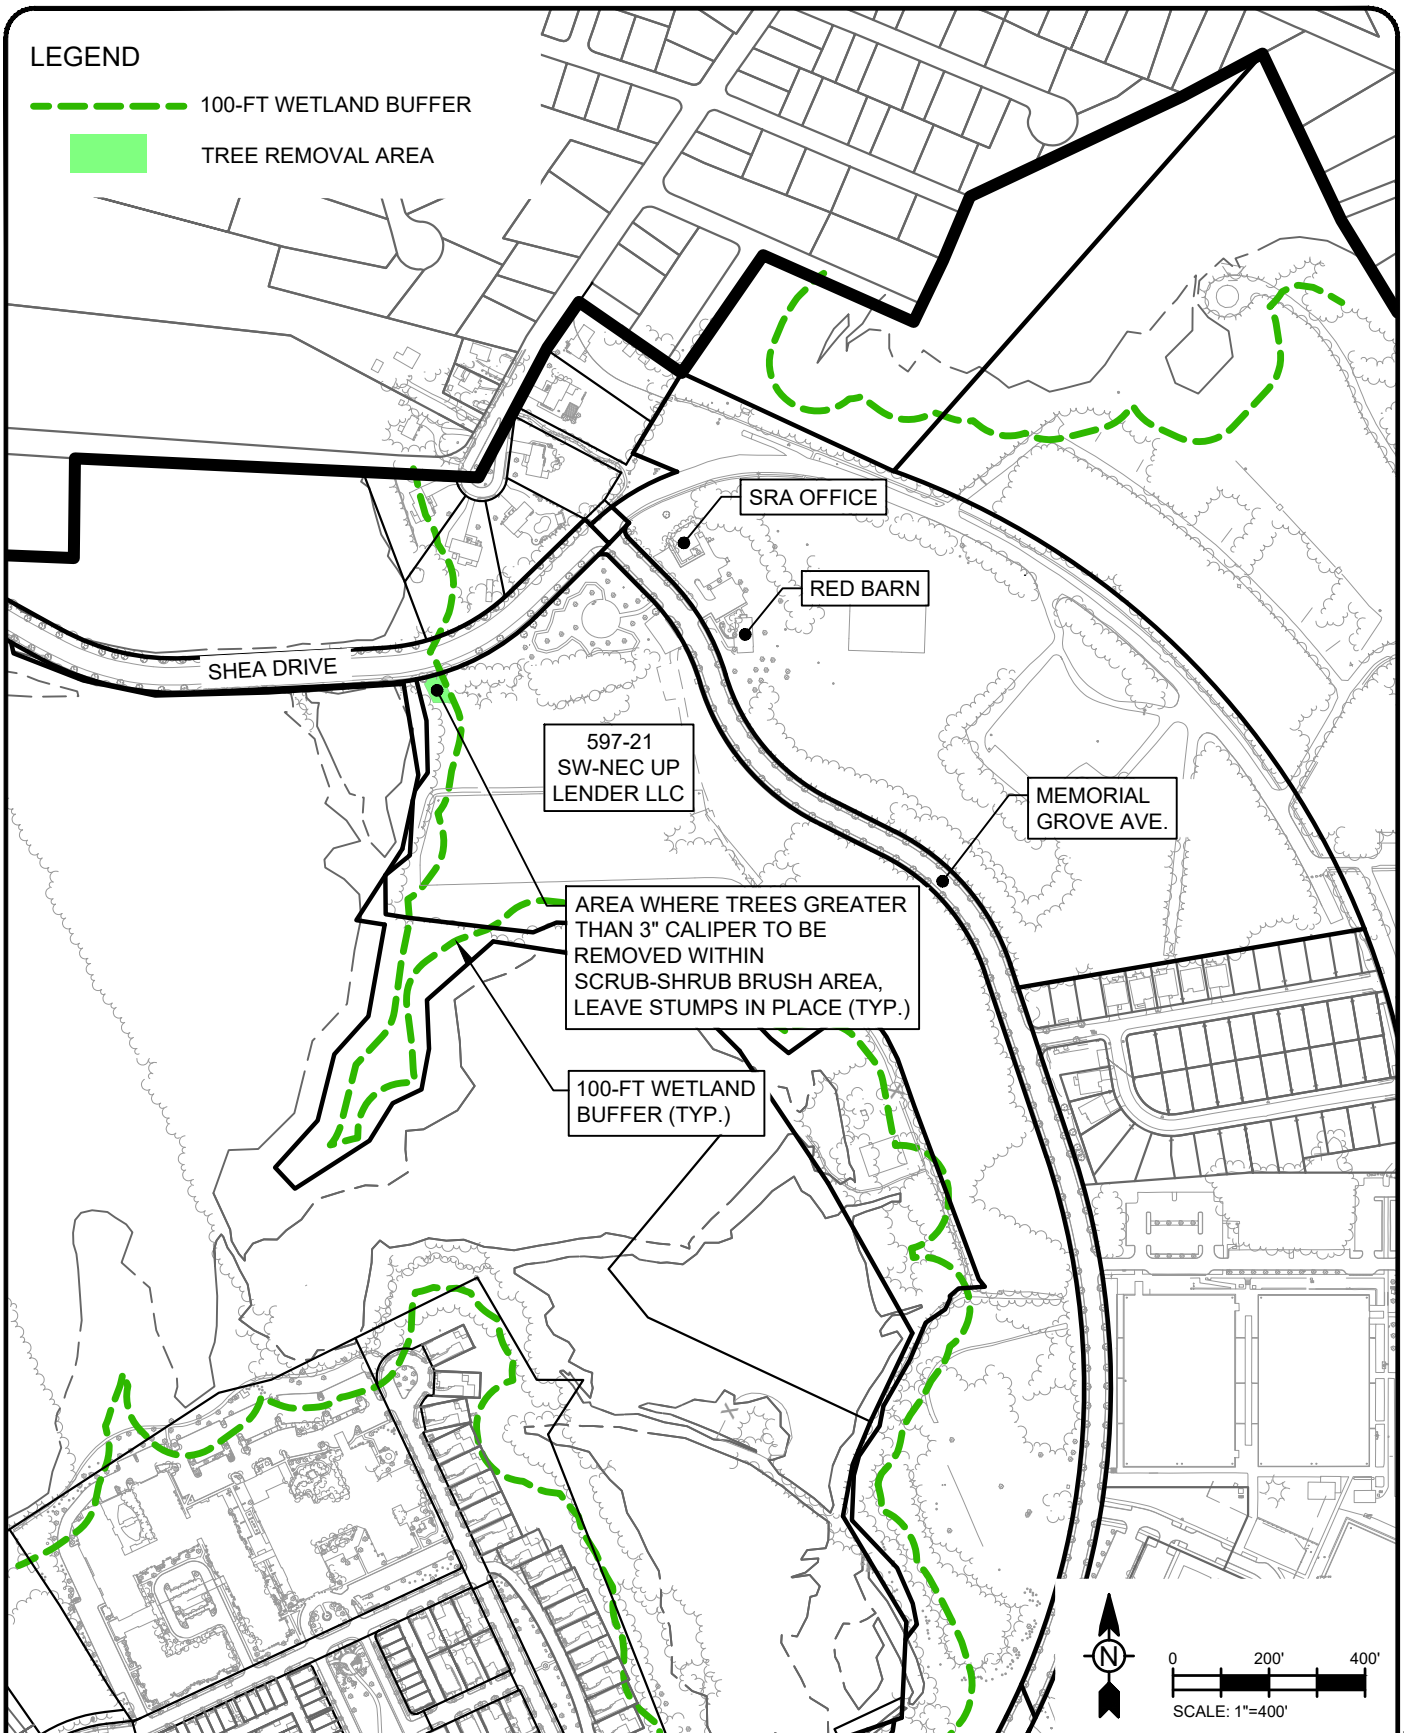 LEGEND
100-FT WETLAND BUFFER
TREE REMOVAL AREA
SRA OFFICE
RED BARN
SHEA DRIVE
597-21
SW-NEC UP
LENDER LLC
MEMORIAL
GROVE AVE.
AREA WHERE TREES GREATER
THAN 3" CALIPER TO BE
REMOVED WITHIN
SCRUB-SHRUB BRUSH AREA,
LEAVE STUMPS IN PLACE (TYP.)
100-FT WETLAND
BUFFER (TYP.)
N
0 200' 400'
SCALE: 1"=400'